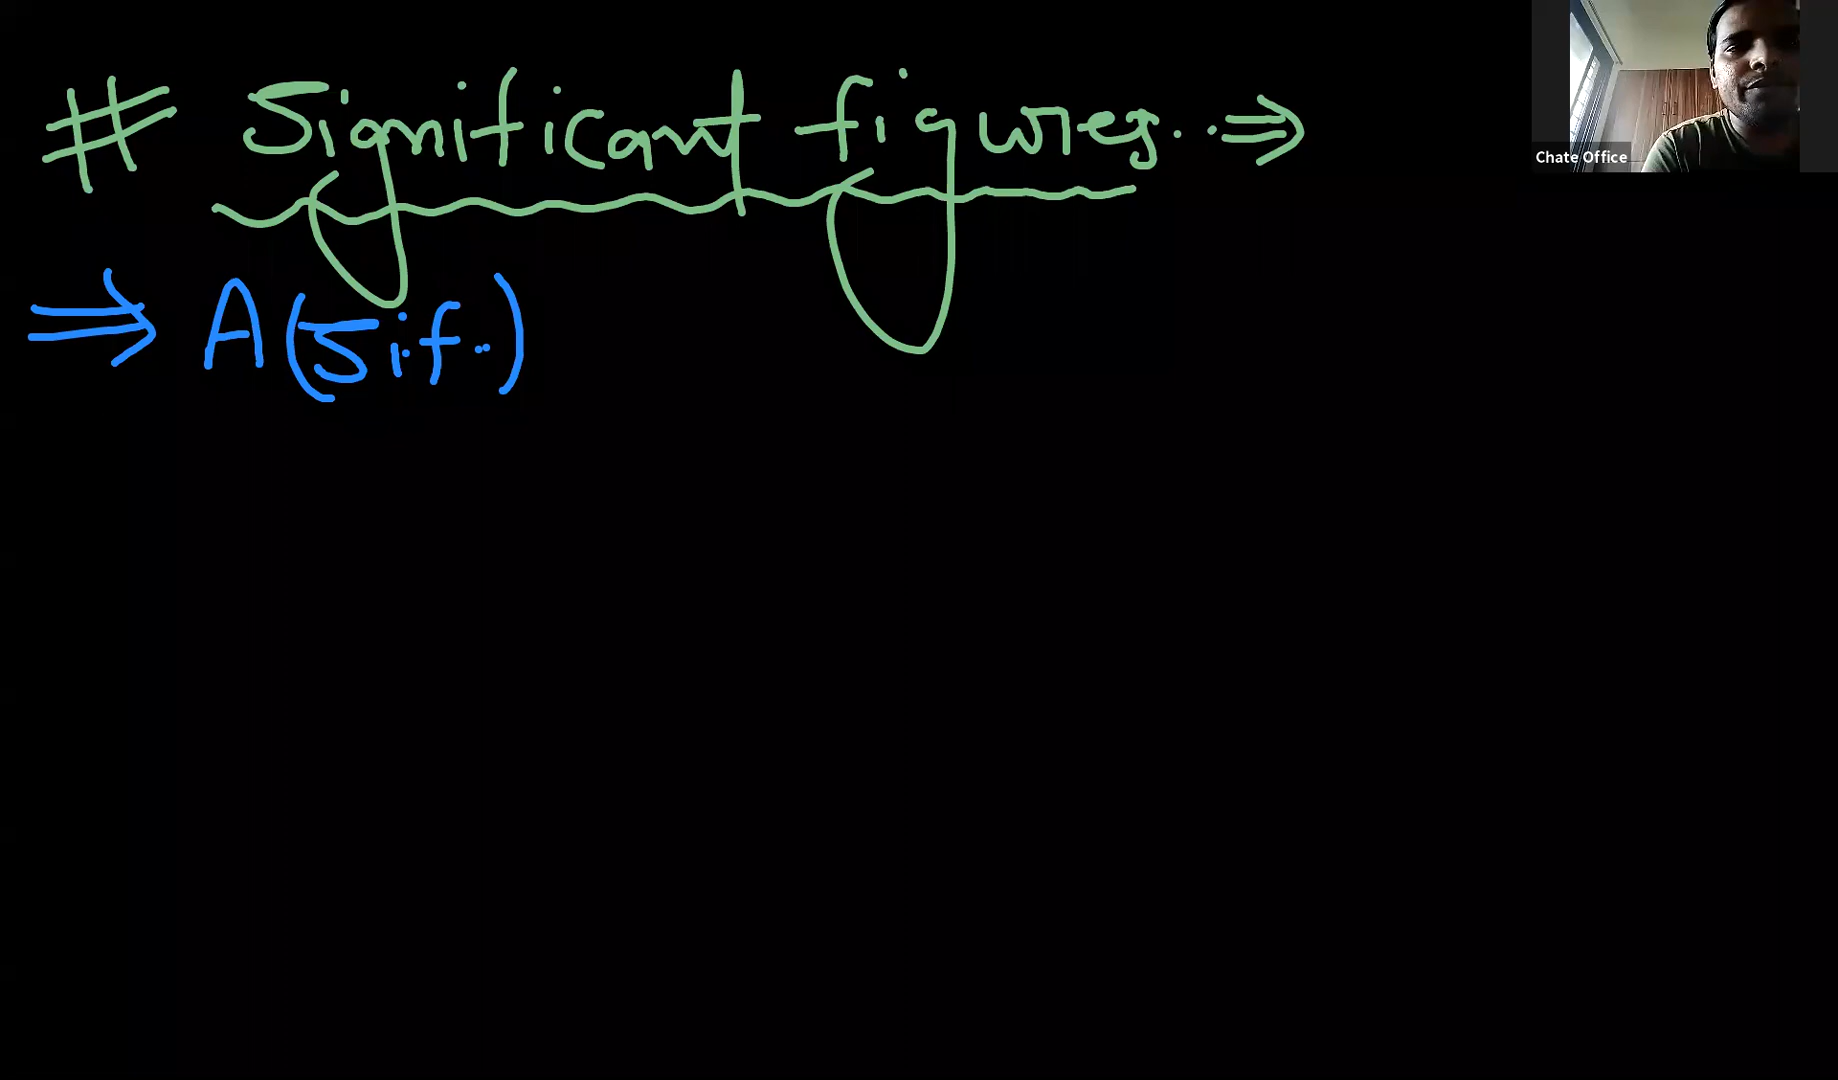 # Significant figures.. ⇒
⇒ A (S.f.)
Chate Office